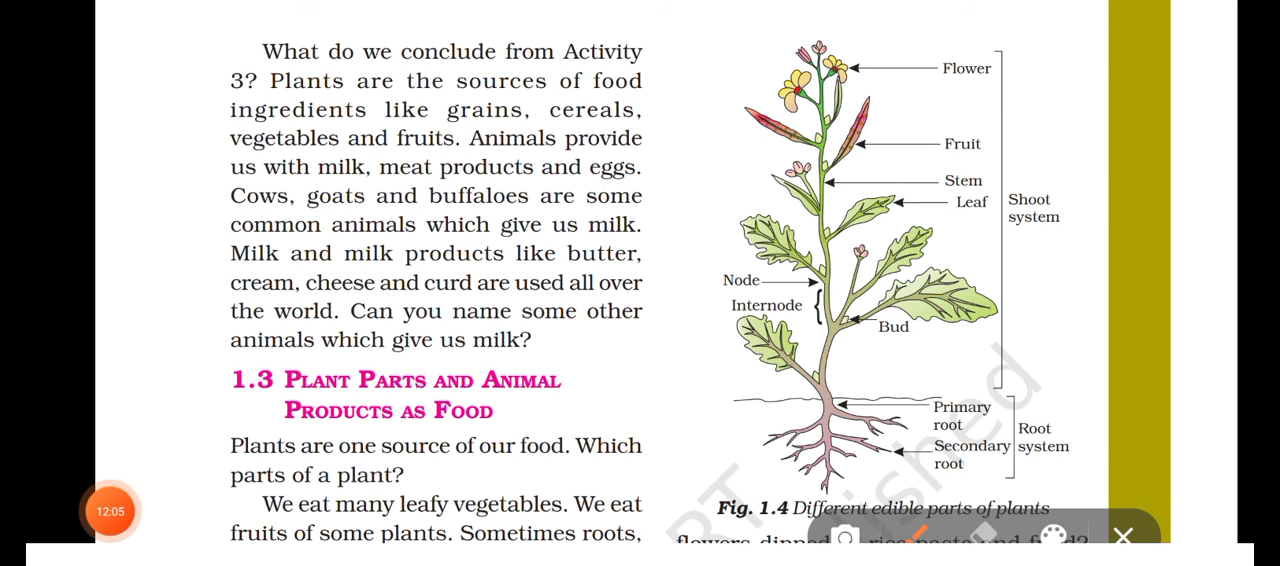 What do we conclude from Activity
3? Plants are the sources of food
ingredients like grains, cereals,
vegetables and fruits. Animals provide
us with milk, meat products and eggs.
Cows, goats and buffaloes are some
common animals which give us milk.
Milk and milk products like butter,
cream, cheese and curd are used all over
the world. Can you name some other
animals which give us milk?
1.3 PLANT PARTS AND ANIMAL
PRODUCTS AS FOOD
Plants are one source of our food. Which
parts of a plant?
We eat many leafy vegetables. We eat
fruits of some plants. Sometimes roots,
12:05
Flower
Fruit
Stem
Leaf
Shoot
system
Node
Internode
Bud
Primary
root
Secondary
root
Root
system
Fig. 1.4 Different edible parts of plants